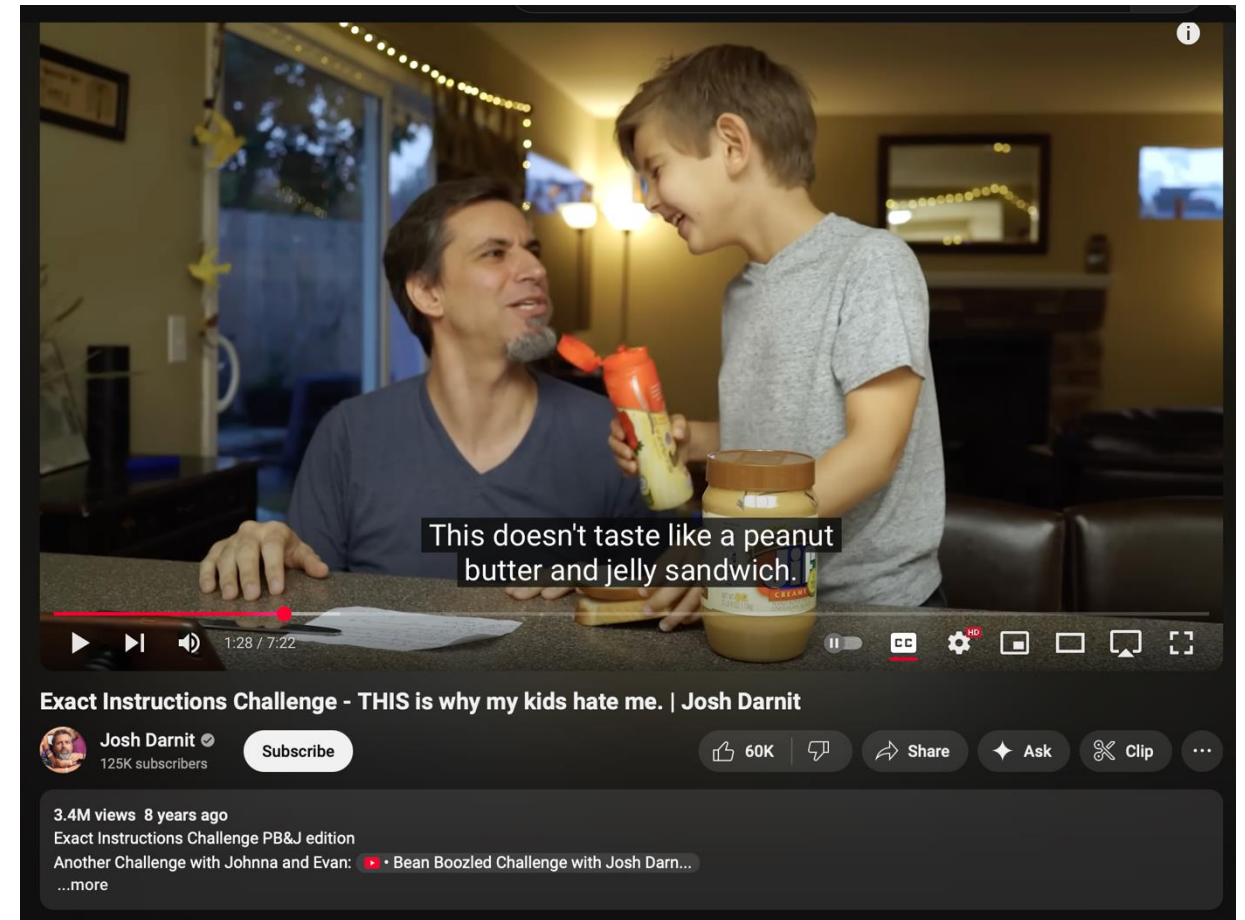 This doesn't taste like a peanut
butter and jelly sandwich.
CREAMY
1:28 / 7:22
CC
HD
Exact Instructions Challenge - THIS is why my kids hate me. | Josh Darnit
Josh Darnit
125K subscribers
Subscribe
60K
Share
Ask
Clip
3.4M views 8 years ago
Exact Instructions Challenge PB&J edition
Another Challenge with Johnna and Evan: • Bean Boozled Challenge with Josh Darn...
...more